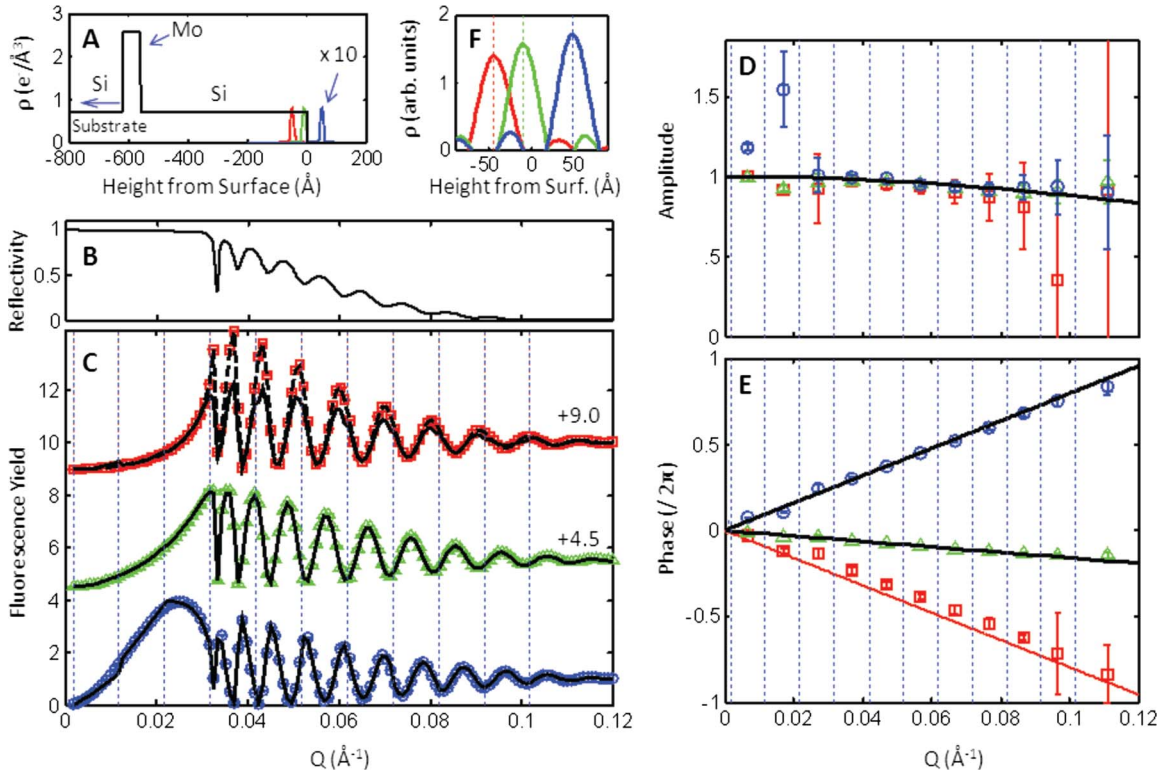 A
ρ (e⁻/Å³)
3
2
1
0
Mo
x 10
Si
Si
Substrate
-800 -600 -400 -200 0 200
Height from Surface (Å)
F
ρ (arb. units)
-50 0 50
Height from Surf. (Å)
B
Reflectivity
1
0.5
0
C
Fluorescence Yield
12
10
8
6
4
2
0
+9.0
+4.5
0 0.02 0.04 0.06 0.08 0.1 0.12
Q (Å⁻¹)
D
Amplitude
1.5
1
.5
0
E
Phase (/ 2π)
1
0.5
0
-0.5
-1
0 0.02 0.04 0.06 0.08 0.1 0.12
Q (Å⁻¹)